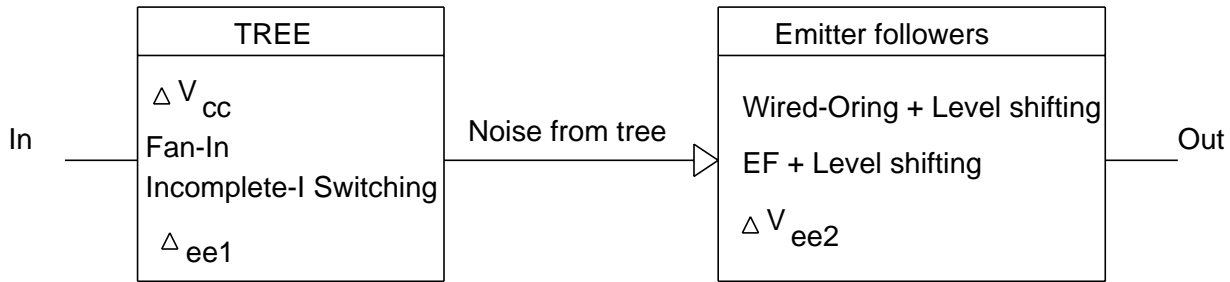 TREE
Emitter followers
△ V cc
Wired-Oring + Level shifting
In
Noise from tree
Out
Fan-In
EF + Level shifting
Incomplete-I Switching
△ V ee2
△ ee1